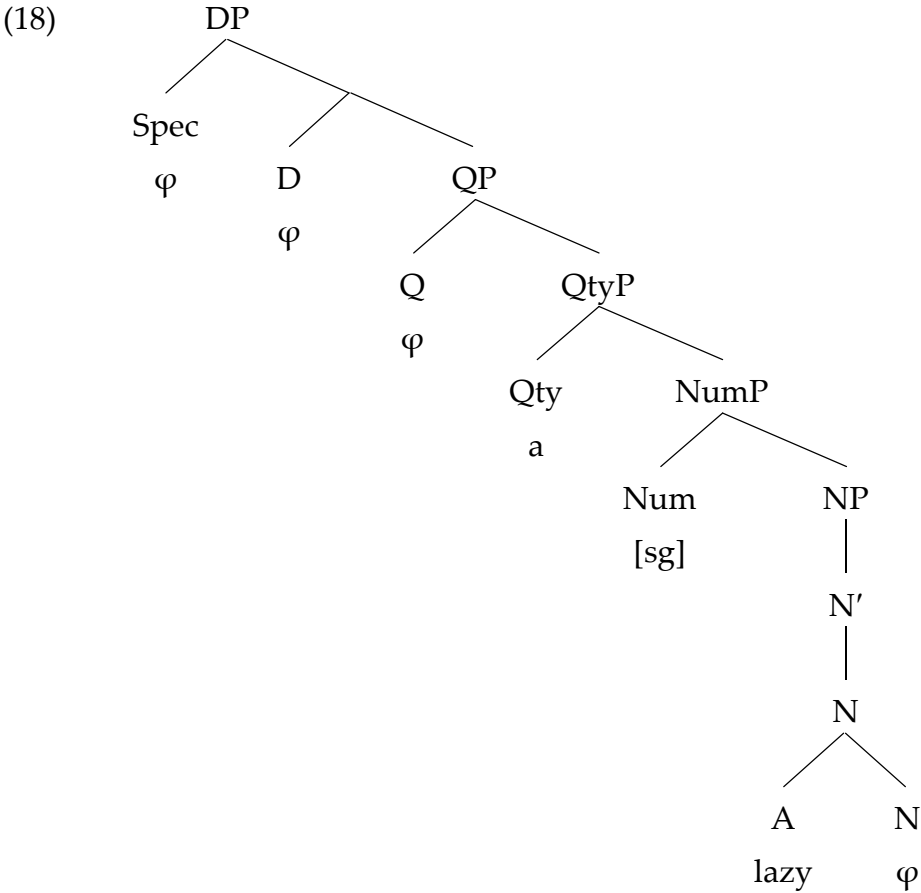 (18) DP
Spec
φ D QP
φ
Q QtyP
φ
Qty NumP
a
Num NP
[sg]
N′
N
A N
lazy φ